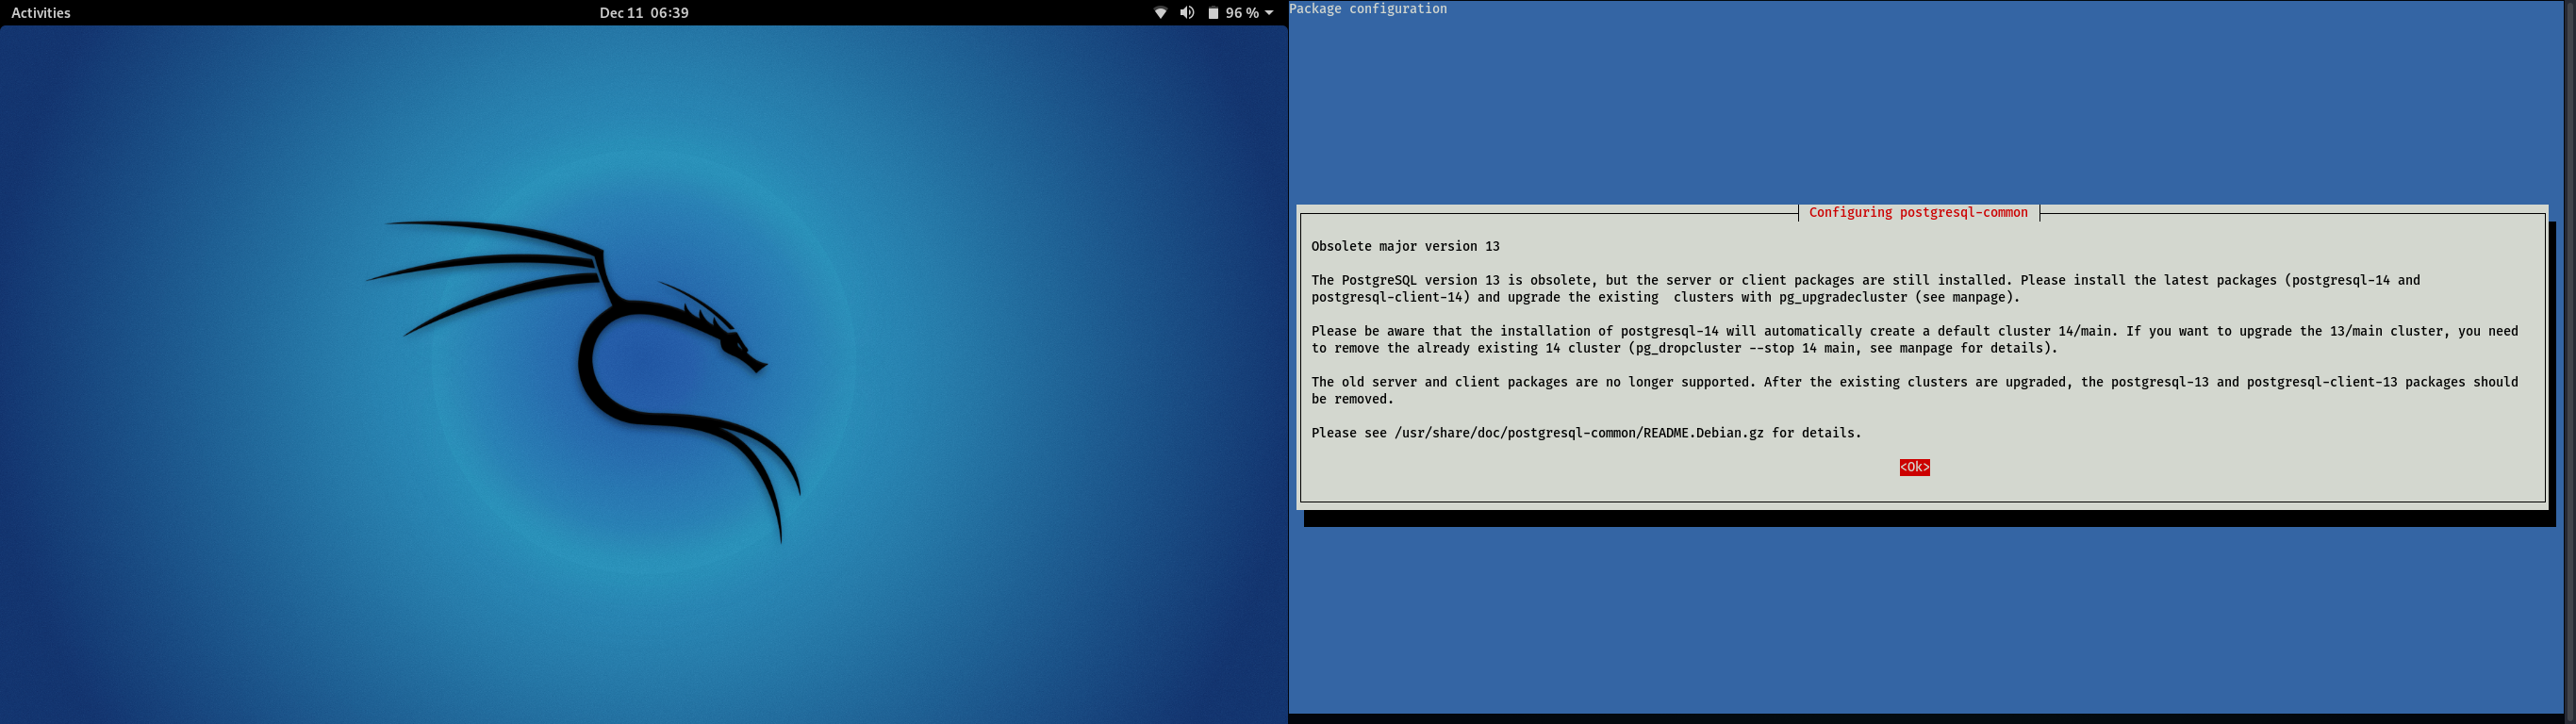 Activities
Dec 11 06:39
96 %
Package configuration
Configuring postgresql-common
Obsolete major version 13
The PostgreSQL version 13 is obsolete, but the server or client packages are still installed. Please install the latest packages (postgresql-14 and
postgresql-client-14) and upgrade the existing  clusters with pg_upgradecluster (see manpage).
Please be aware that the installation of postgresql-14 will automatically create a default cluster 14/main. If you want to upgrade the 13/main cluster, you need
to remove the already existing 14 cluster (pg_dropcluster --stop 14 main, see manpage for details).
The old server and client packages are no longer supported. After the existing clusters are upgraded, the postgresql-13 and postgresql-client-13 packages should
be removed.
Please see /usr/share/doc/postgresql-common/README.Debian.gz for details.
<Ok>